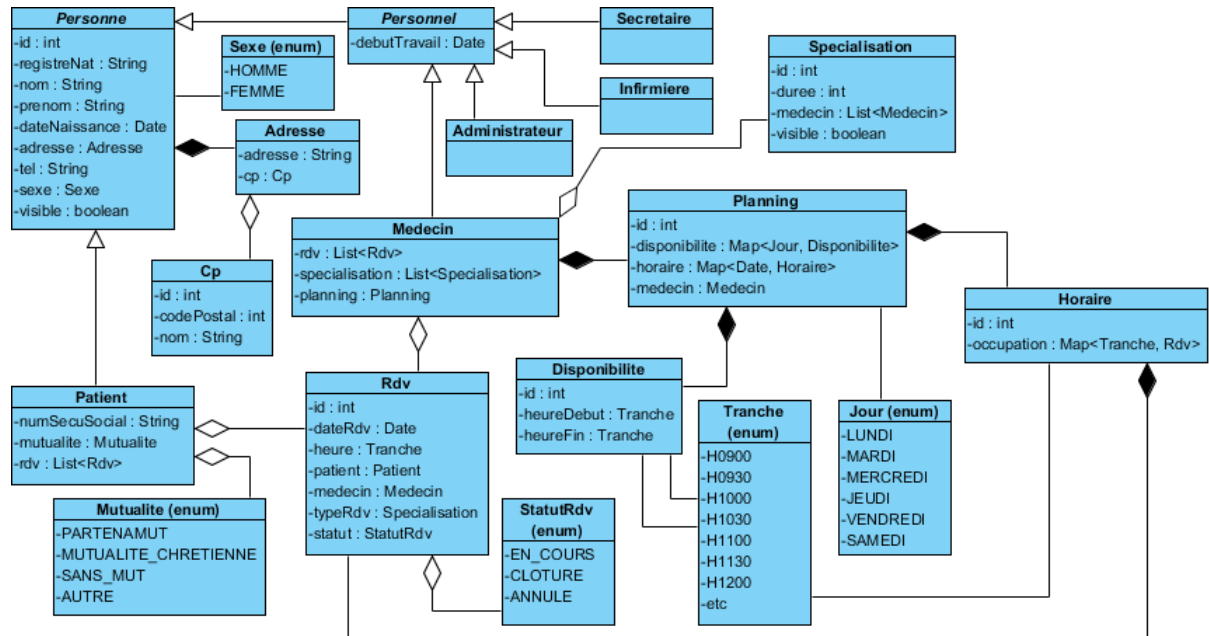 Personne
-id : int
-registreNat : String
-nom : String
-prenom : String
-dateNaissance : Date
-adresse : Adresse
-tel : String
-sexe : Sexe
-visible : boolean
Personnel
-debutTravail : Date
Secretaire
Sexe (enum)
-HOMME
-FEMME
Infirmiere
Specialisation
-id : int
-duree : int
-medecin : List<Medecin>
-visible : boolean
Adresse
-adresse : String
-cp : Cp
Administrateur
Medecin
-rdv : List<Rdv>
-specialisation : List<Specialisation>
-planning : Planning
Planning
-id : int
-disponibilite : Map<Jour, Disponibilite>
-horaire : Map<Date, Horaire>
-medecin : Medecin
Cp
-id : int
-codePostal : int
-nom : String
Horaire
-id : int
-occupation : Map<Tranche, Rdv>
Patient
-numSecuSocial : String
-mutualite : Mutualite
-rdv : List<Rdv>
Rdv
-id : int
-dateRdv : Date
-heure : Tranche
-patient : Patient
-medecin : Medecin
-typeRdv : Specialisation
-statut : StatutRdv
Disponibilite
-id : int
-heureDebut : Tranche
-heureFin : Tranche
Tranche
(enum)
-H0900
-H0930
-H1000
-H1030
-H1100
-H1130
-H1200
-etc
Jour (enum)
-LUNDI
-MARDI
-MERCREDI
-JEUDI
-VENDREDI
-SAMEDI
Mutualite (enum)
-PARTENAMUT
-MUTUALITE_CHRETIENNE
-SANS_MUT
-AUTRE
StatutRdv
(enum)
-EN_COURS
-CLOTURE
-ANNULE